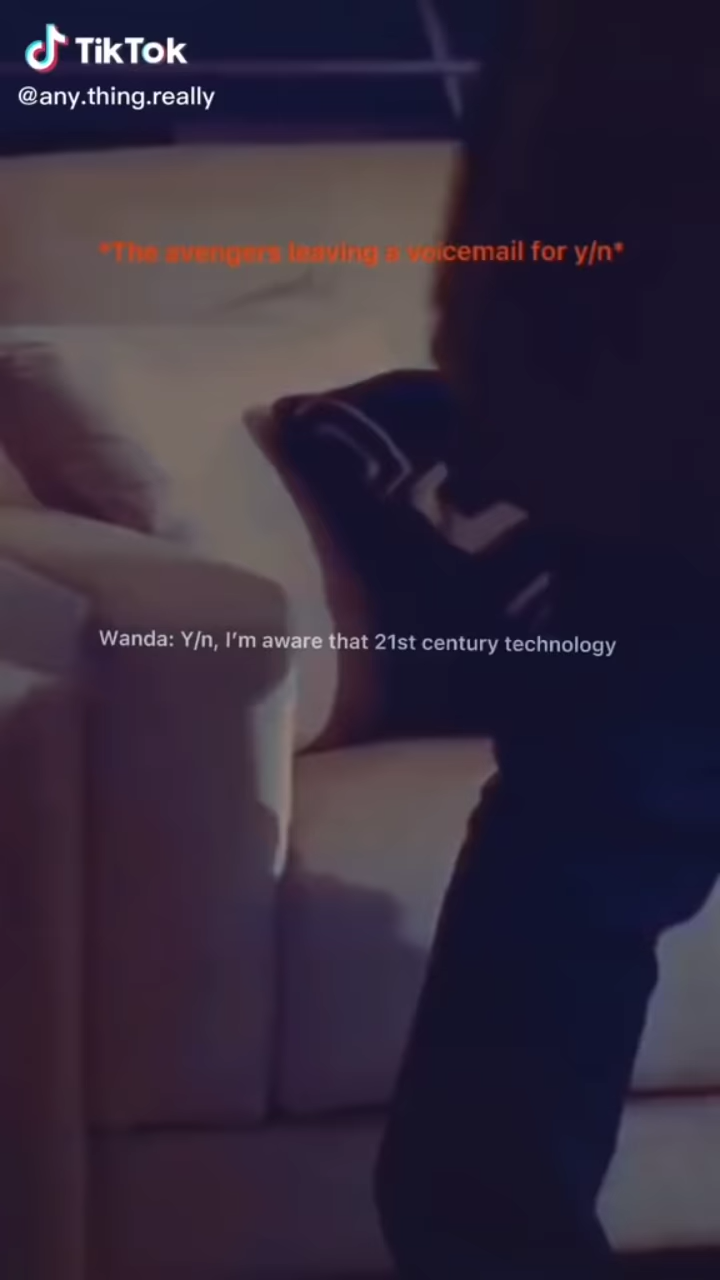 TikTok
@any.thing.really
*The avengers leaving a voicemail for y/n*
Wanda: Y/n, I’m aware that 21st century technology